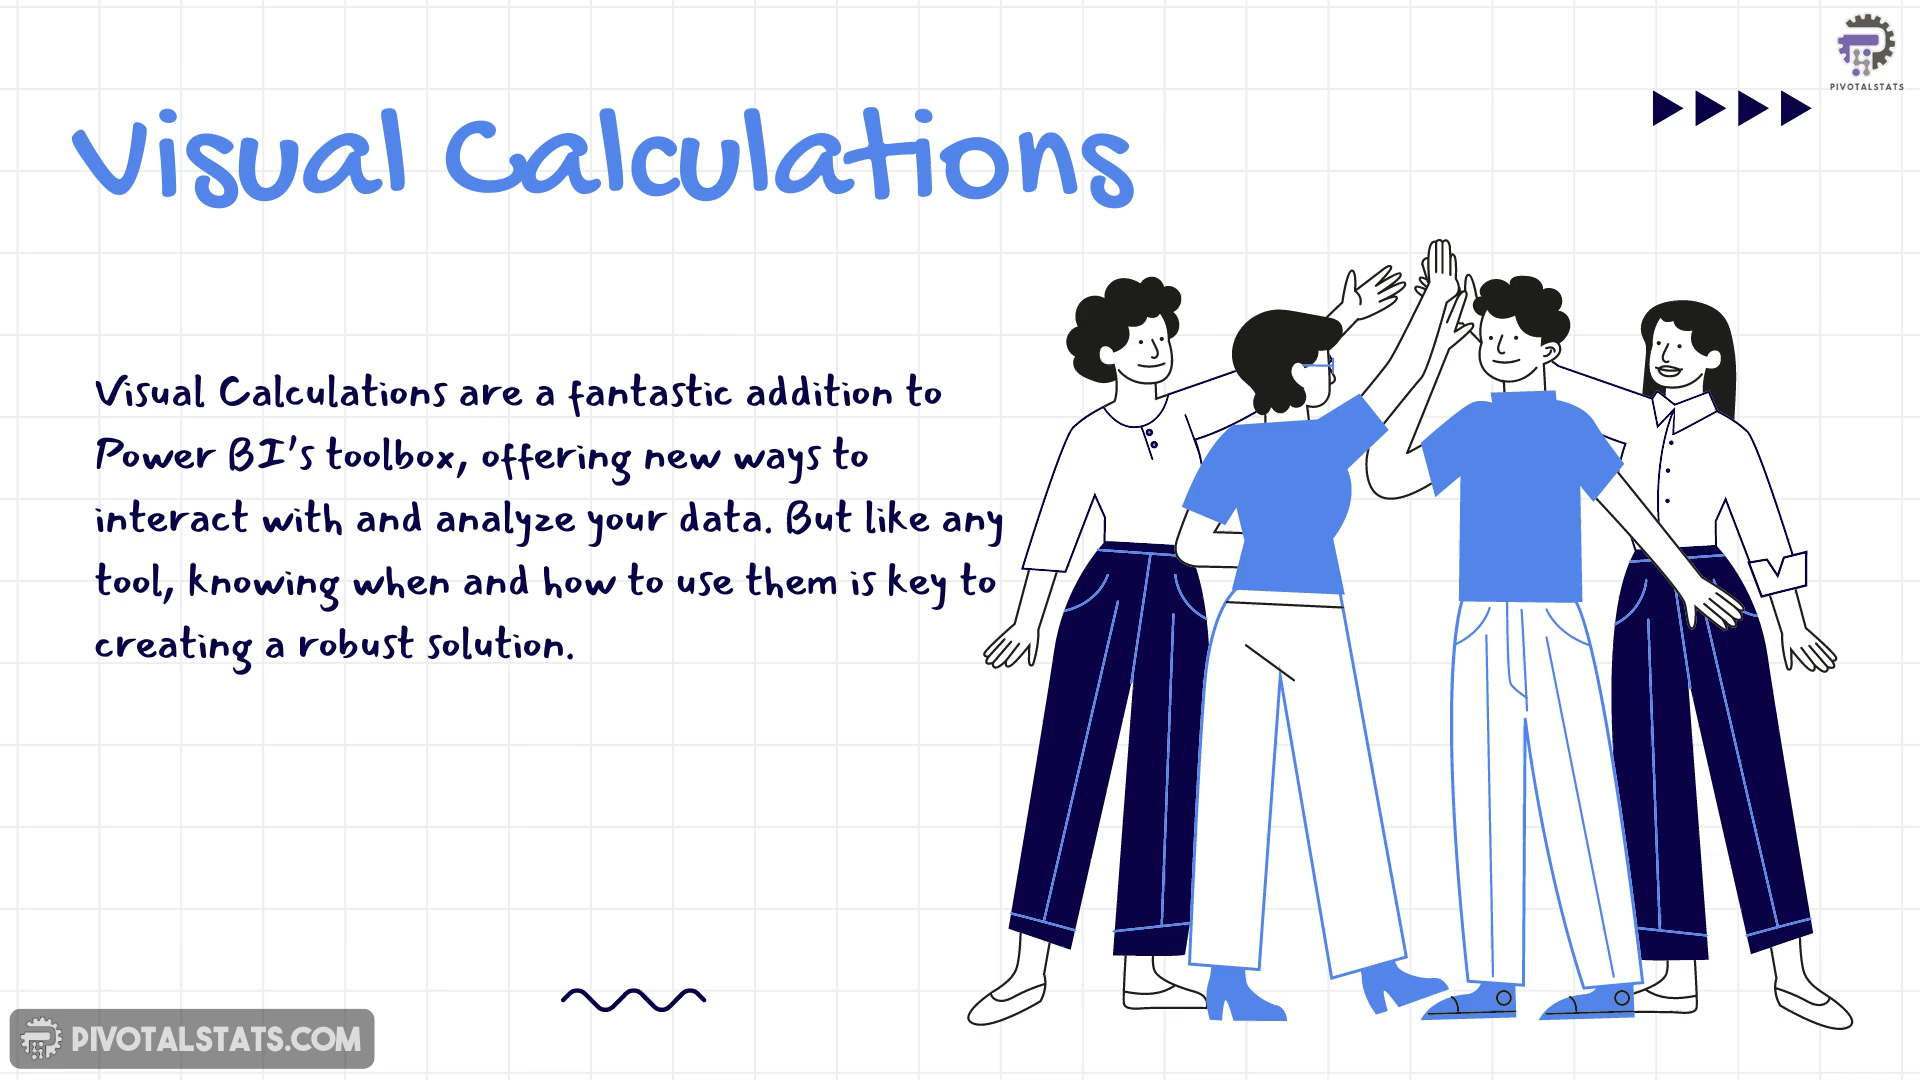 PIVOTALSTATS
Visual Calculations
Visual Calculations are a fantastic addition to
Power BI's toolbox, offering new ways to
interact with and analyze your data. But like any
tool, knowing when and how to use them is key to
creating a robust solution.
PIVOTALSTATS.COM